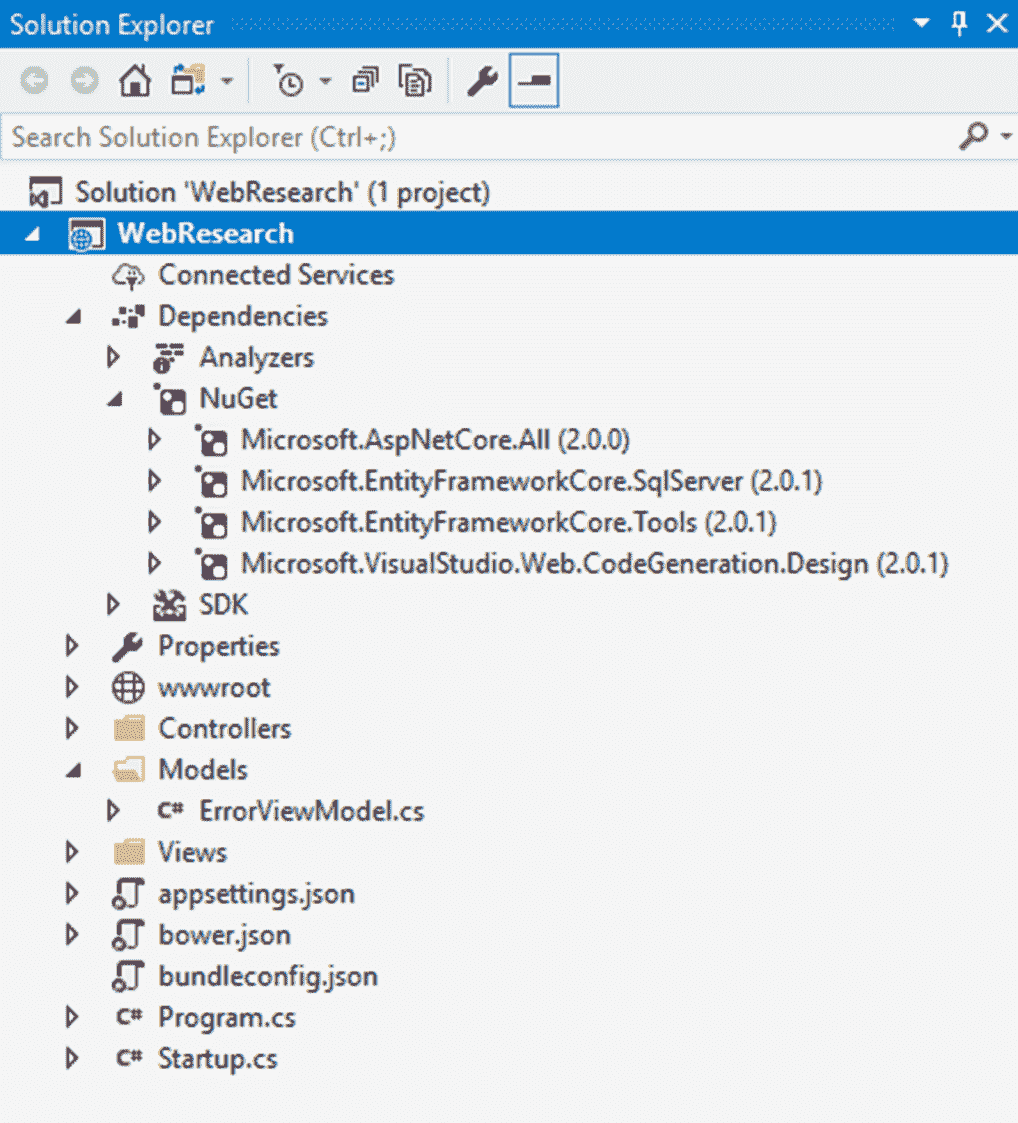 Solution Explorer
Search Solution Explorer (Ctrl+;)
Solution 'WebResearch' (1 project)
WebResearch
Connected Services
Dependencies
Analyzers
NuGet
Microsoft.AspNetCore.All (2.0.0)
Microsoft.EntityFrameworkCore.SqlServer (2.0.1)
Microsoft.EntityFrameworkCore.Tools (2.0.1)
Microsoft.VisualStudio.Web.CodeGeneration.Design (2.0.1)
SDK
Properties
wwwroot
Controllers
Models
C# ErrorViewModel.cs
Views
appsettings.json
bower.json
bundleconfig.json
C# Program.cs
C# Startup.cs